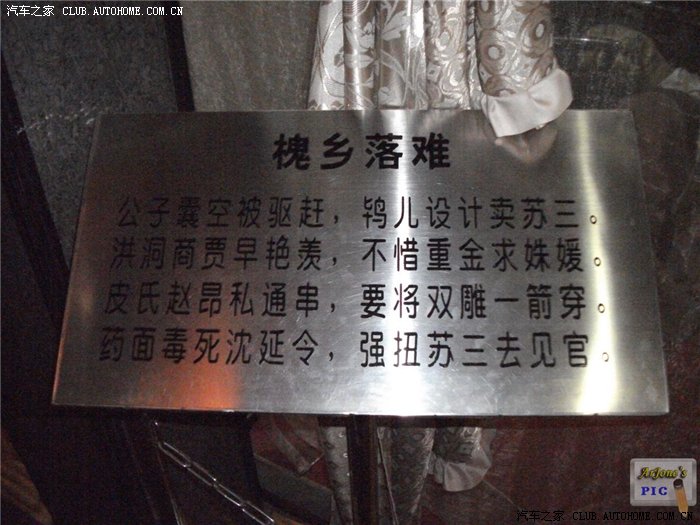 汽车之家 CLUB.AUTOHOME.COM.CN
槐乡落难
公子囊空被驱赶，鸨儿设计卖苏三。
洪洞商贾早艳羡，不惜重金求姝媛。
皮氏赵昂私通串，要将双雕一箭穿。
药面毒死沈延令，强扭苏三去见官。
ArJone's
PIC
汽车之家 CLUB.AUTOHOME.COM.CN